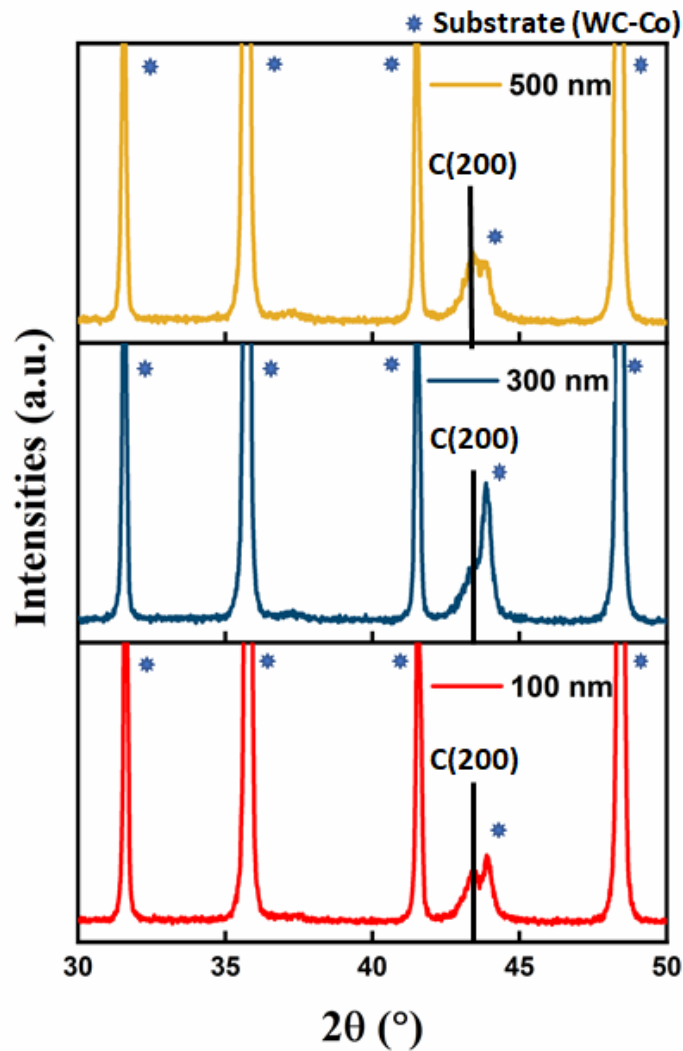 Substrate (WC-Co)
500 nm
C(200)
300 nm
C(200)
100 nm
C(200)
Intensities (a.u.)
30 35 40 45 50
2θ (°)